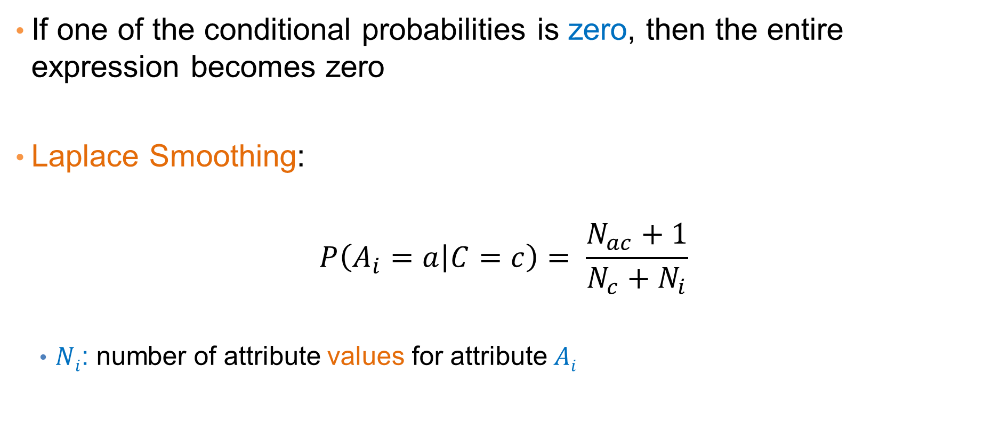 • If one of the conditional probabilities is zero, then the entire
expression becomes zero
• Laplace Smoothing:
$P(A_i = a|C = c) = \frac{N_{ac} + 1}{N_c + N_i}$
• $N_i$: number of attribute values for attribute $A_i$